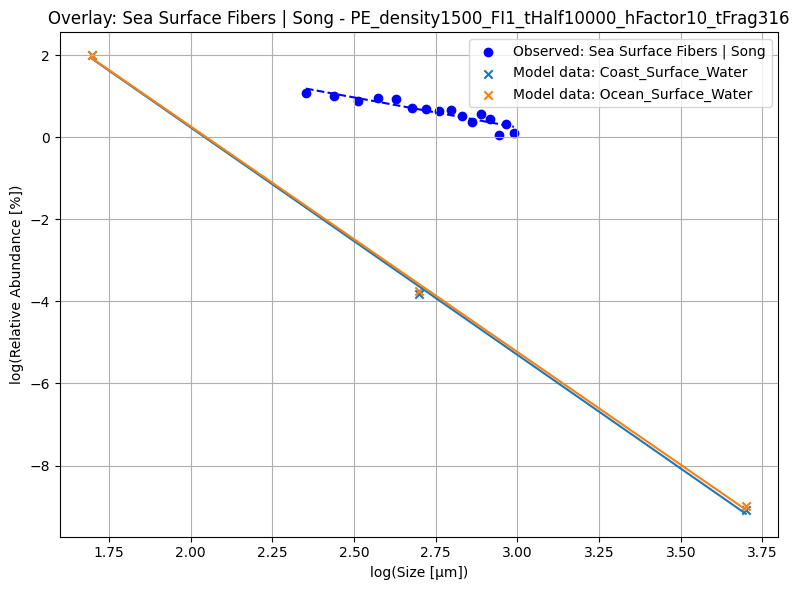 Overlay: Sea Surface Fibers | Song - PE_density1500_FI1_tHalf10000_hFactor10_tFrag316
Observed: Sea Surface Fibers | Song
Model data: Coast_Surface_Water
Model data: Ocean_Surface_Water
log(Relative Abundance [%])
2
0
−2
−4
−6
−8
1.75
2.00
2.25
2.50
2.75
3.00
3.25
3.50
3.75
log(Size [µm])